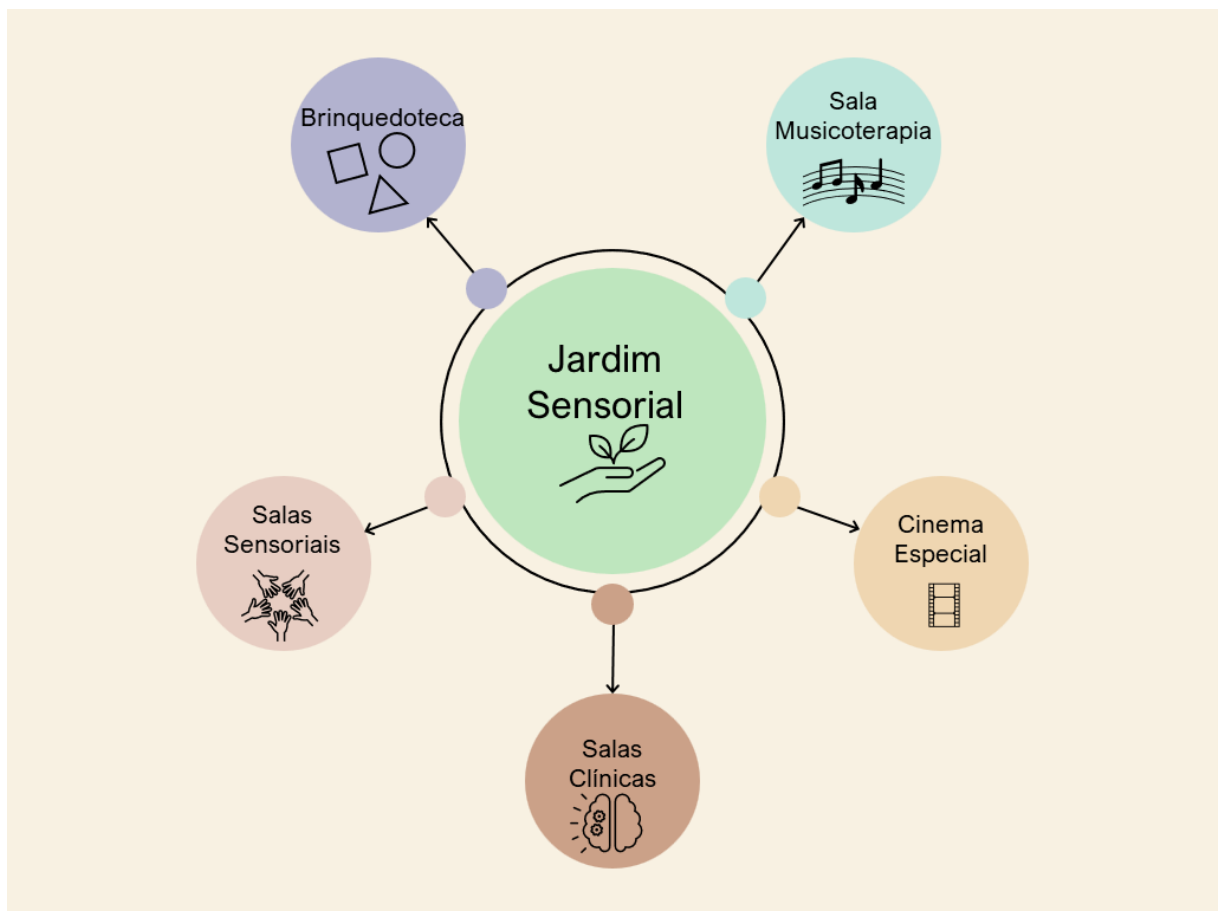 Brinquedoteca
Sala
Musicoterapia
Jardim
Sensorial
Salas
Sensoriais
Cinema
Especial
Salas
Clínicas